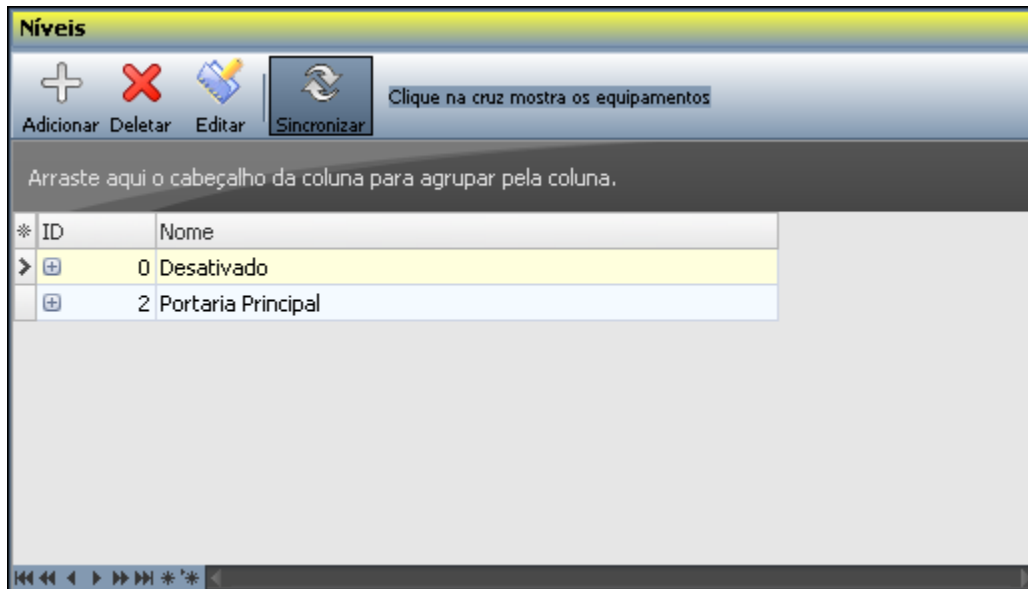 Níveis
Adicionar Deletar Editar Sincronizar Clique na cruz mostra os equipamentos
Arraste aqui o cabeçalho da coluna para agrupar pela coluna.
ID Nome
0 Desativado
2 Portaria Principal